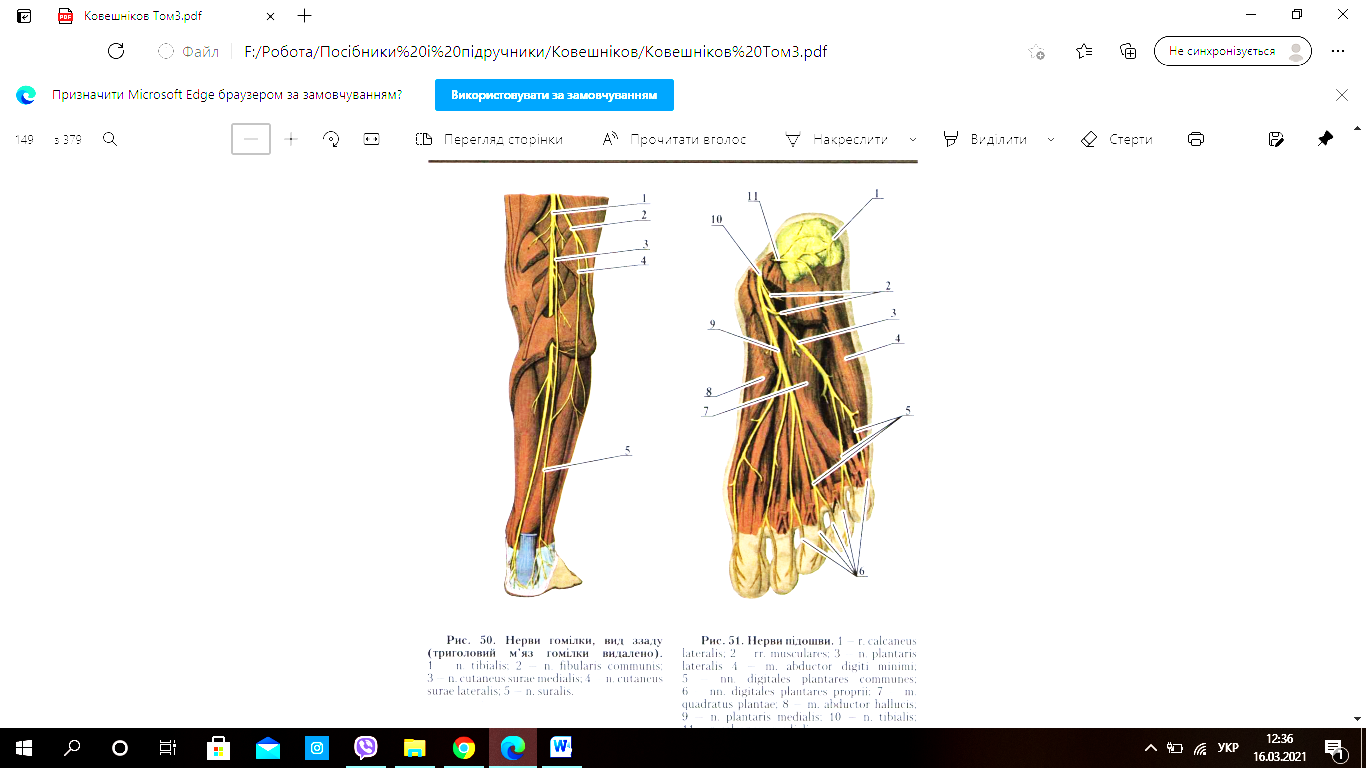 Ковешніков Том3.pdf
Файл F:/Робота/Посібники%20і%20підручники/Ковешніков/Ковешніков%20Том3.pdf Не синхронізується
Призначити Microsoft Edge браузером за замовчуванням? Використовувати за замовчуванням
149 з 379 Перегляд сторінки Прочитати вголос Накреслити Виділити Стерти
1
2
3
4
5
11
1
10
2
3
9
4
8
7
5
6
Рис. 50. Нерви гомілки, вид ззаду
(триголовий м'яз гомілки видалено).
1 — n. tibialis; 2 — n. fibularis communis;
3 — n. cutaneus surae medialis; 4 — n. cutaneus
surae lateralis; 5 — n. suralis.
Рис. 51. Нерви підошви. 1 — r. calcaneus
lateralis; 2 — rr. musculares; 3 — n. plantaris
lateralis 4 — m. abductor digiti minimi;
5 — nn. digitales plantares communes;
6 — nn. digitales plantares proprii; 7 — m.
quadratus plantae; 8 — m. abductor hallucis,
9 — n. plantaris medialis; 10 — n. tibialis;
УКР
12:36
16.03.2021
1